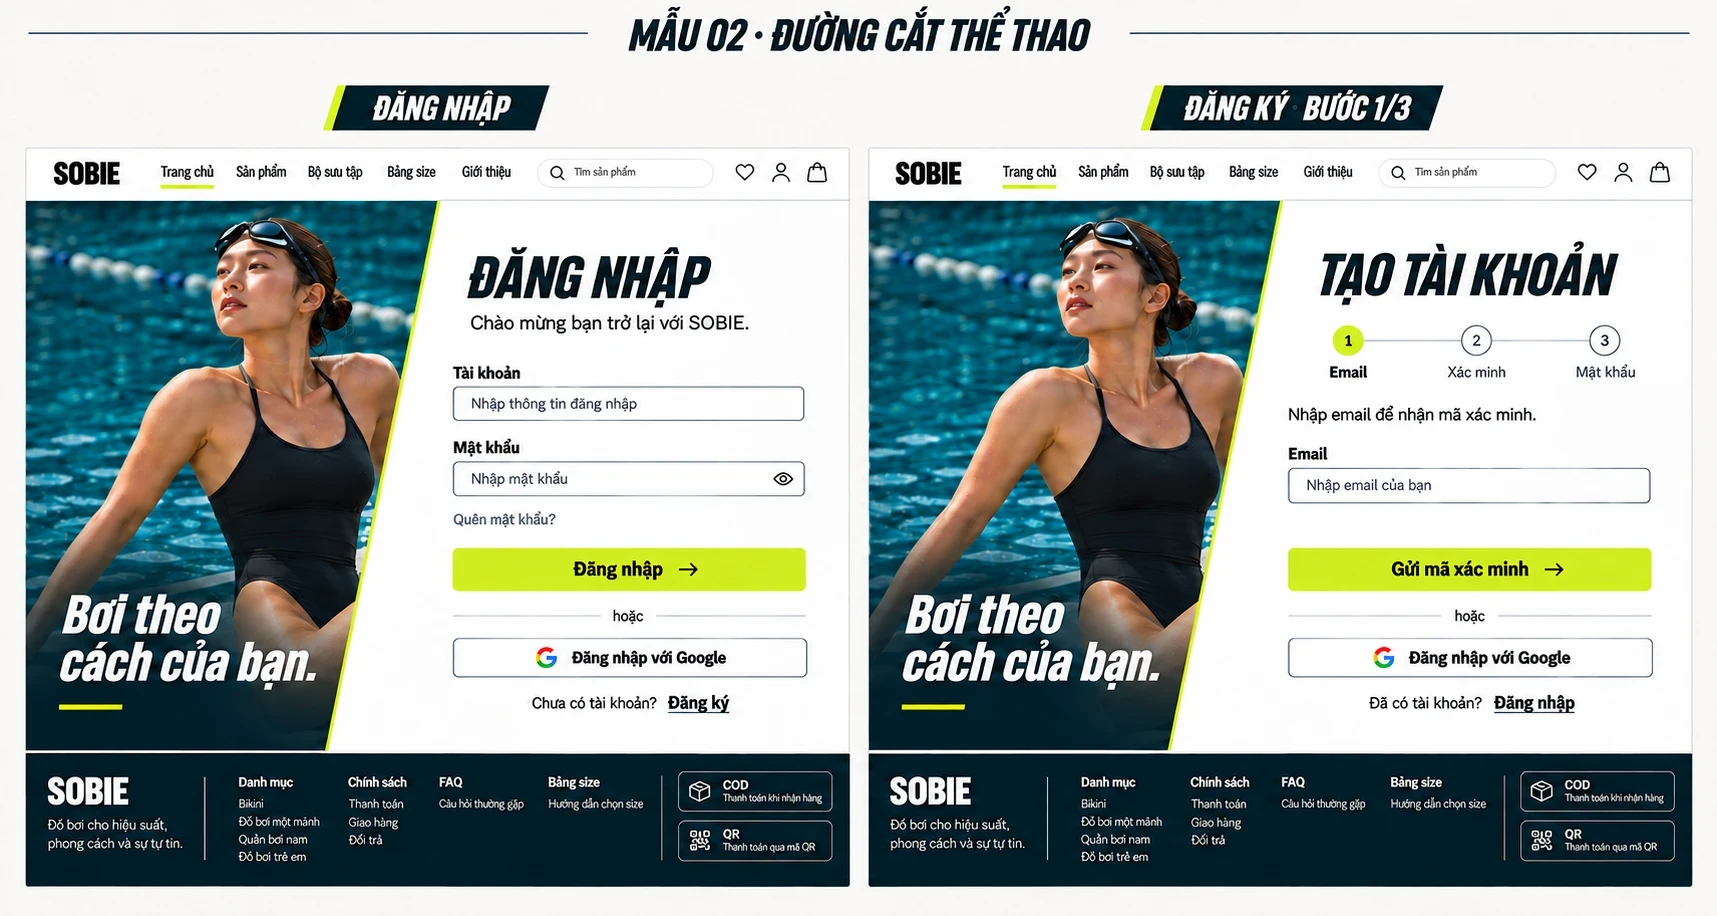 MẪU 02 · ĐƯỜNG CẮT THỂ THAO
ĐĂNG NHẬP
SOBIE
Trang chủ
Sản phẩm
Bộ sưu tập
Bảng size
Giới thiệu
Tìm sản phẩm
ĐĂNG NHẬP
Chào mừng bạn trở lại với SOBIE.
Tài khoản
Nhập thông tin đăng nhập
Mật khẩu
Nhập mật khẩu
Quên mật khẩu?
Đăng nhập →
hoặc
Đăng nhập với Google
Chưa có tài khoản? Đăng ký
Bơi theo
cách của bạn.
SOBIE
Đồ bơi cho hiệu suất,
phong cách và sự tự tin.
Danh mục
Bikini
Đồ bơi một mảnh
Quần bơi nam
Đồ bơi trẻ em
Chính sách
Thanh toán
Giao hàng
Đổi trả
FAQ
Câu hỏi thường gặp
Bảng size
Hướng dẫn chọn size
COD
Thanh toán khi nhận hàng
QR
Thanh toán qua mã QR
ĐĂNG KÝ · BƯỚC 1/3
SOBIE
Trang chủ
Sản phẩm
Bộ sưu tập
Bảng size
Giới thiệu
Tìm sản phẩm
TẠO TÀI KHOẢN
1
2
3
Email
Xác minh
Mật khẩu
Nhập email để nhận mã xác minh.
Email
Nhập email của bạn
Gửi mã xác minh →
hoặc
Đăng nhập với Google
Đã có tài khoản? Đăng nhập
Bơi theo
cách của bạn.
SOBIE
Đồ bơi cho hiệu suất,
phong cách và sự tự tin.
Danh mục
Bikini
Đồ bơi một mảnh
Quần bơi nam
Đồ bơi trẻ em
Chính sách
Thanh toán
Giao hàng
Đổi trả
FAQ
Câu hỏi thường gặp
Bảng size
Hướng dẫn chọn size
COD
Thanh toán khi nhận hàng
QR
Thanh toán qua mã QR